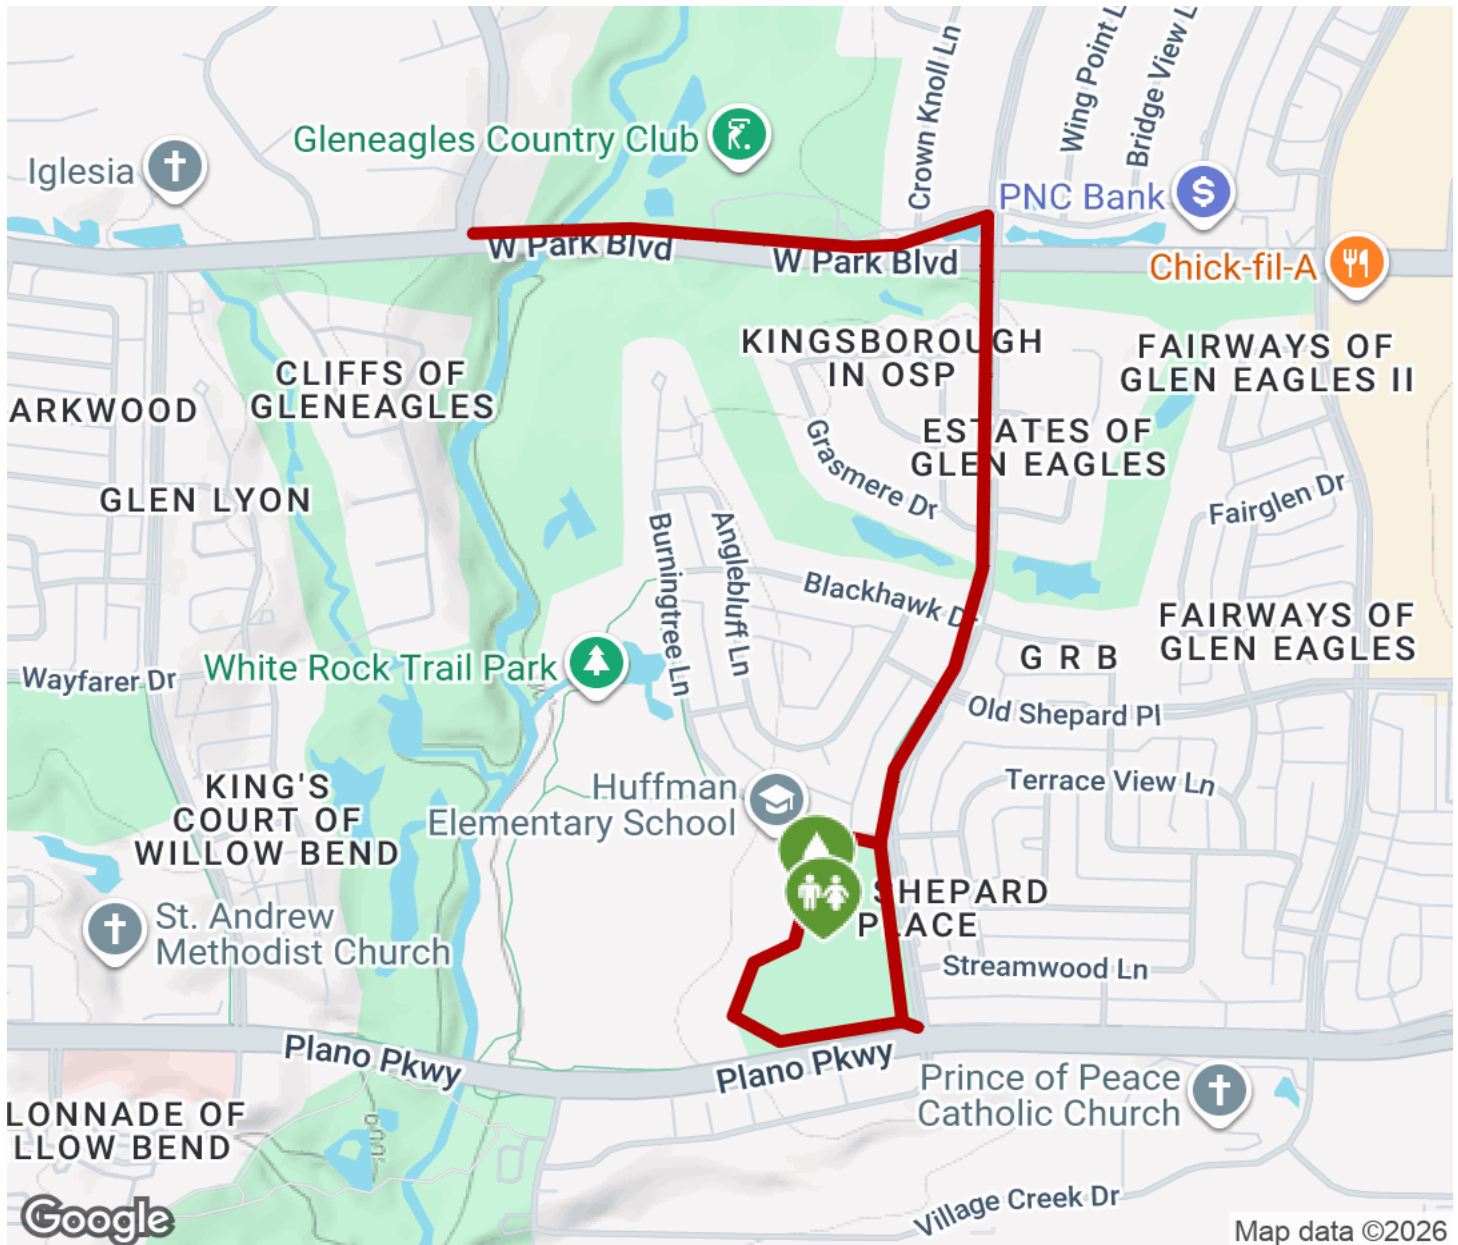 Crown Knoll Ln
Wing Point L
Bridge View L
Gleneagles Country Club
Iglesia
PNC Bank
W Park Blvd
W Park Blvd
Chick-fil-A
KINGSBOROUGH
IN OSP
FAIRWAYS OF
GLEN EAGLES II
CLIFFS OF
GLENEAGLES
ARKWOOD
ESTATES OF
GLEN EAGLES
Grasmere Dr
GLEN LYON
Fairglen Dr
Burningtree Ln
Anglebluff Ln
Blackhawk Dr
FAIRWAYS OF
GLEN EAGLES
G R B
White Rock Trail Park
Wayfarer Dr
Old Shepard Pl
Terrace View Ln
Huffman
Elementary School
KING'S
COURT OF
WILLOW BEND
SHEPARD
PLACE
St. Andrew
Methodist Church
Streamwood Ln
Plano Pkwy
Plano Pkwy
Prince of Peace
Catholic Church
LONNADE OF
LLOW BEND
Village Creek Dr
Google
Map data ©2026